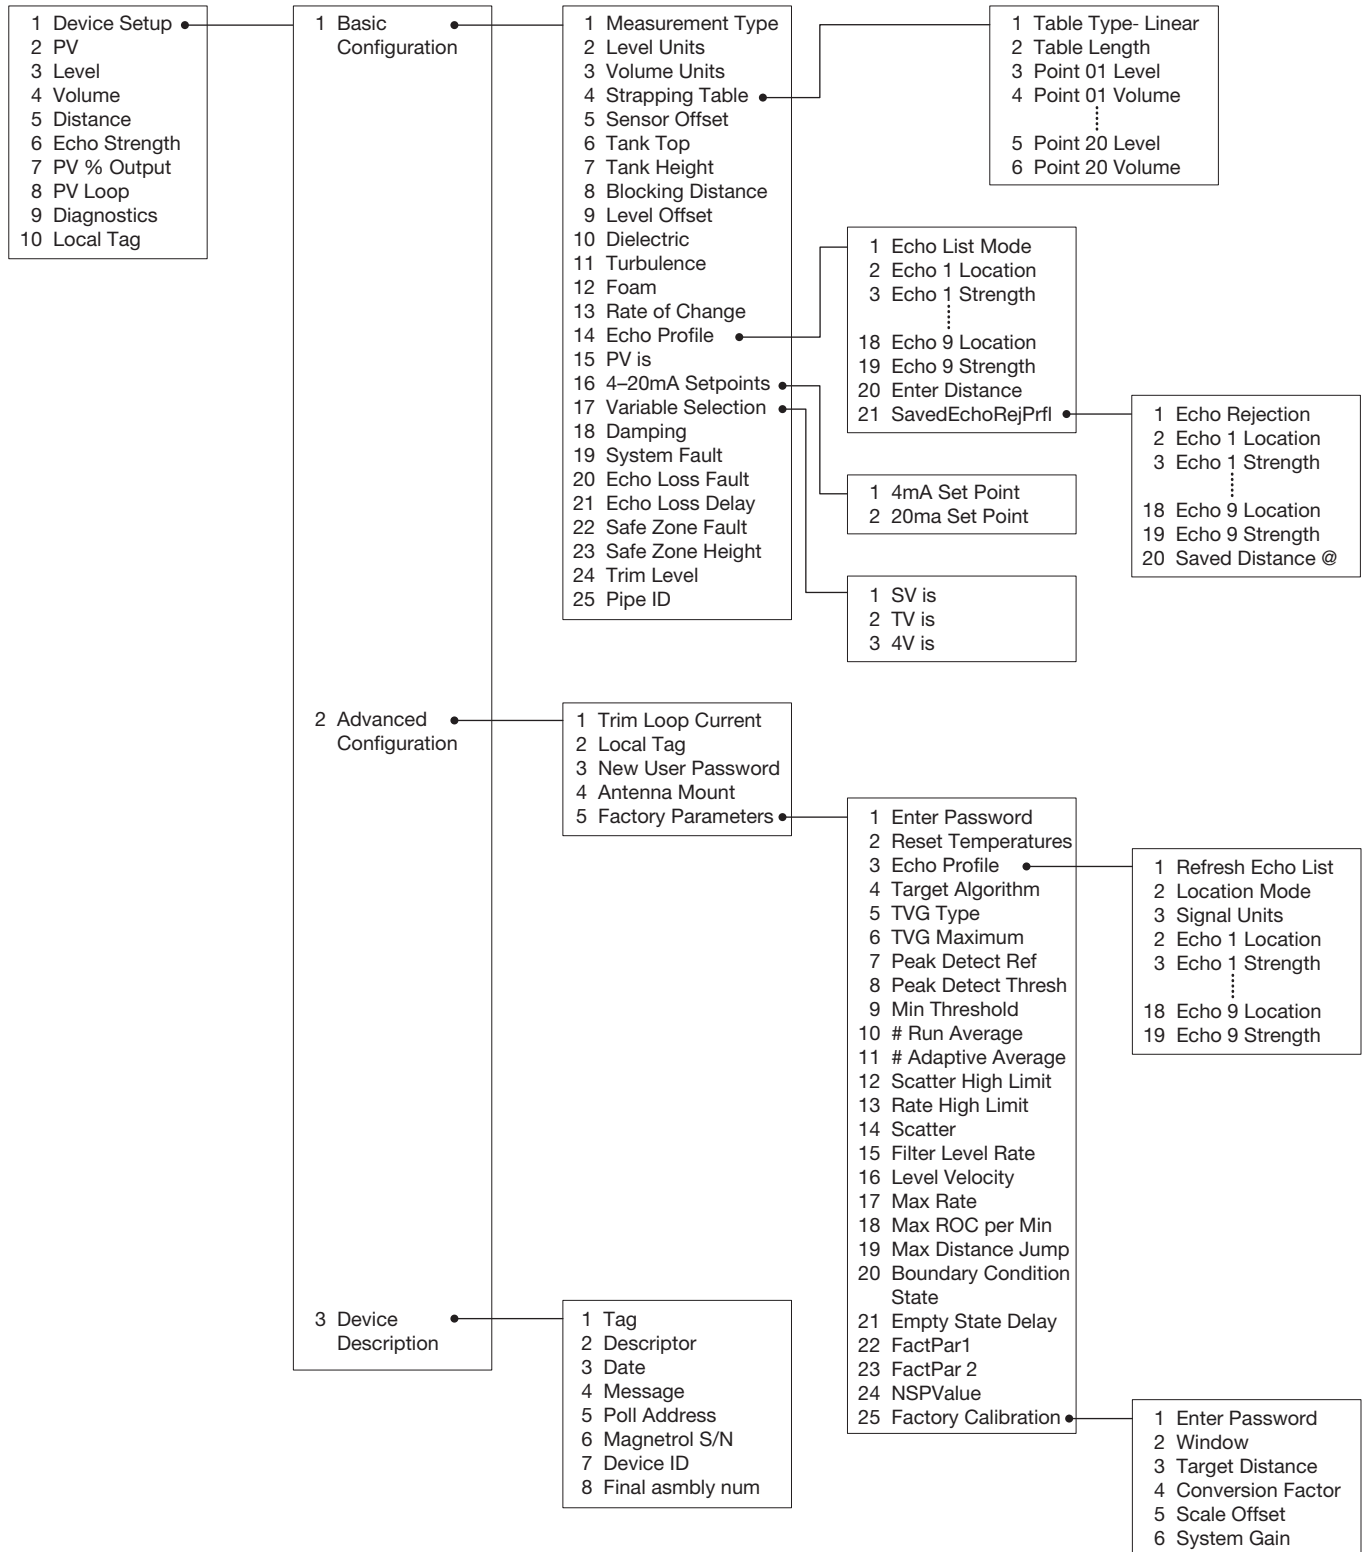 1 Device Setup
2 PV
3 Level
4 Volume
5 Distance
6 Echo Strength
7 PV % Output
8 PV Loop
9 Diagnostics
10 Local Tag
1 Basic
Configuration
2 Advanced
Configuration
3 Device
Description
1 Measurement Type
2 Level Units
3 Volume Units
4 Strapping Table
5 Sensor Offset
6 Tank Top
7 Tank Height
8 Blocking Distance
9 Level Offset
10 Dielectric
11 Turbulence
12 Foam
13 Rate of Change
14 Echo Profile
15 PV is
16 4–20mA Setpoints
17 Variable Selection
18 Damping
19 System Fault
20 Echo Loss Fault
21 Echo Loss Delay
22 Safe Zone Fault
23 Safe Zone Height
24 Trim Level
25 Pipe ID
1 Table Type- Linear
2 Table Length
3 Point 01 Level
4 Point 01 Volume
5 Point 20 Level
6 Point 20 Volume
1 Echo List Mode
2 Echo 1 Location
3 Echo 1 Strength
18 Echo 9 Location
19 Echo 9 Strength
20 Enter Distance
21 SavedEchoRejPrfl
1 Echo Rejection
2 Echo 1 Location
3 Echo 1 Strength
18 Echo 9 Location
19 Echo 9 Strength
20 Saved Distance @
1 4mA Set Point
2 20ma Set Point
1 SV is
2 TV is
3 4V is
1 Trim Loop Current
2 Local Tag
3 New User Password
4 Antenna Mount
5 Factory Parameters
1 Enter Password
2 Reset Temperatures
3 Echo Profile
4 Target Algorithm
5 TVG Type
6 TVG Maximum
7 Peak Detect Ref
8 Peak Detect Thresh
9 Min Threshold
10 # Run Average
11 # Adaptive Average
12 Scatter High Limit
13 Rate High Limit
14 Scatter
15 Filter Level Rate
16 Level Velocity
17 Max Rate
18 Max ROC per Min
19 Max Distance Jump
20 Boundary Condition
State
21 Empty State Delay
22 FactPar1
23 FactPar 2
24 NSPValue
25 Factory Calibration
1 Refresh Echo List
2 Location Mode
3 Signal Units
2 Echo 1 Location
3 Echo 1 Strength
18 Echo 9 Location
19 Echo 9 Strength
1 Tag
2 Descriptor
3 Date
4 Message
5 Poll Address
6 Magnetrol S/N
7 Device ID
8 Final asmbly num
1 Enter Password
2 Window
3 Target Distance
4 Conversion Factor
5 Scale Offset
6 System Gain